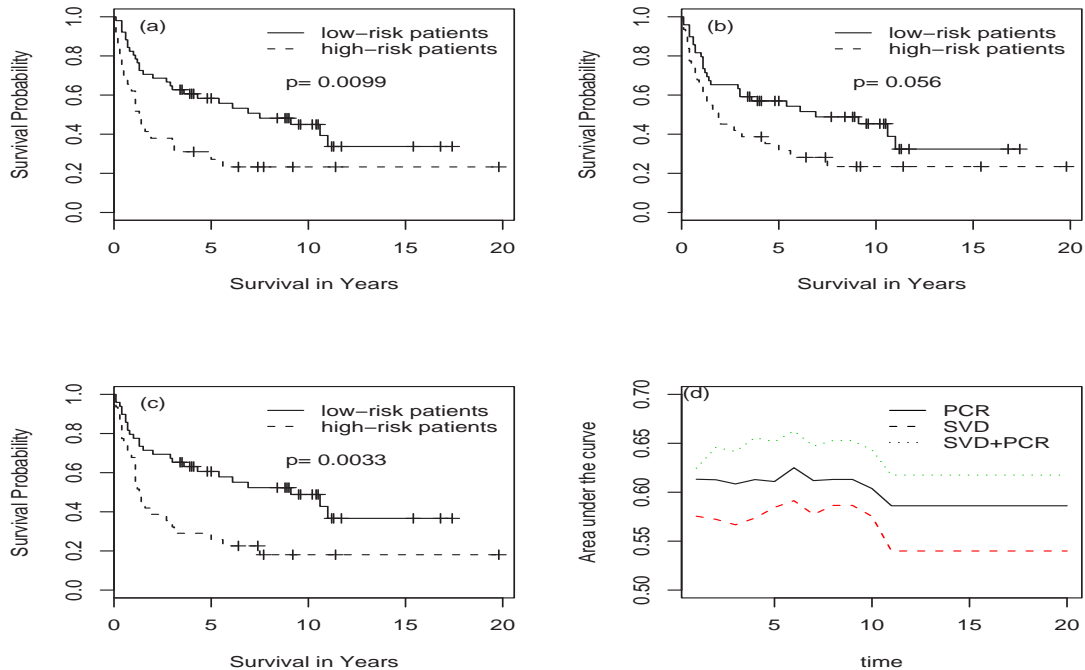 (a)
low−risk patients
high−risk patients
p= 0.0099
Survival Probability
0.0 0.2 0.4 0.6 0.8 1.0
0 5 10 15 20
Survival in Years
(b)
low−risk patients
high−risk patients
p= 0.056
Survival Probability
0.0 0.2 0.4 0.6 0.8 1.0
0 5 10 15 20
Survival in Years
(c)
low−risk patients
high−risk patients
p= 0.0033
Survival Probability
0.0 0.2 0.4 0.6 0.8 1.0
0 5 10 15 20
Survival in Years
(d)
PCR
SVD
SVD+PCR
Area under the curve
0.50 0.55 0.60 0.65 0.70
5 10 15 20
time